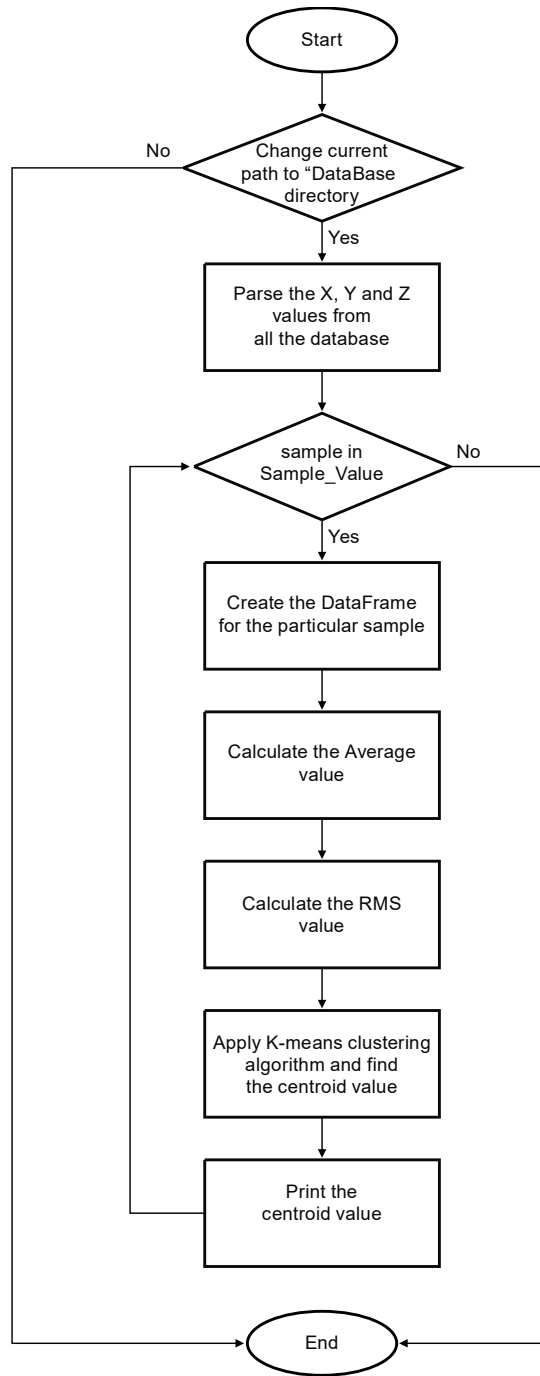 Start
No
Change current
path to “DataBase
directory
Yes
Parse the X, Y and Z
values from
all the database
sample in
Sample_Value
No
Yes
Create the DataFrame
for the particular sample
Calculate the Average
value
Calculate the RMS
value
Apply K-means clustering
algorithm and find
the centroid value
Print the
centroid value
End